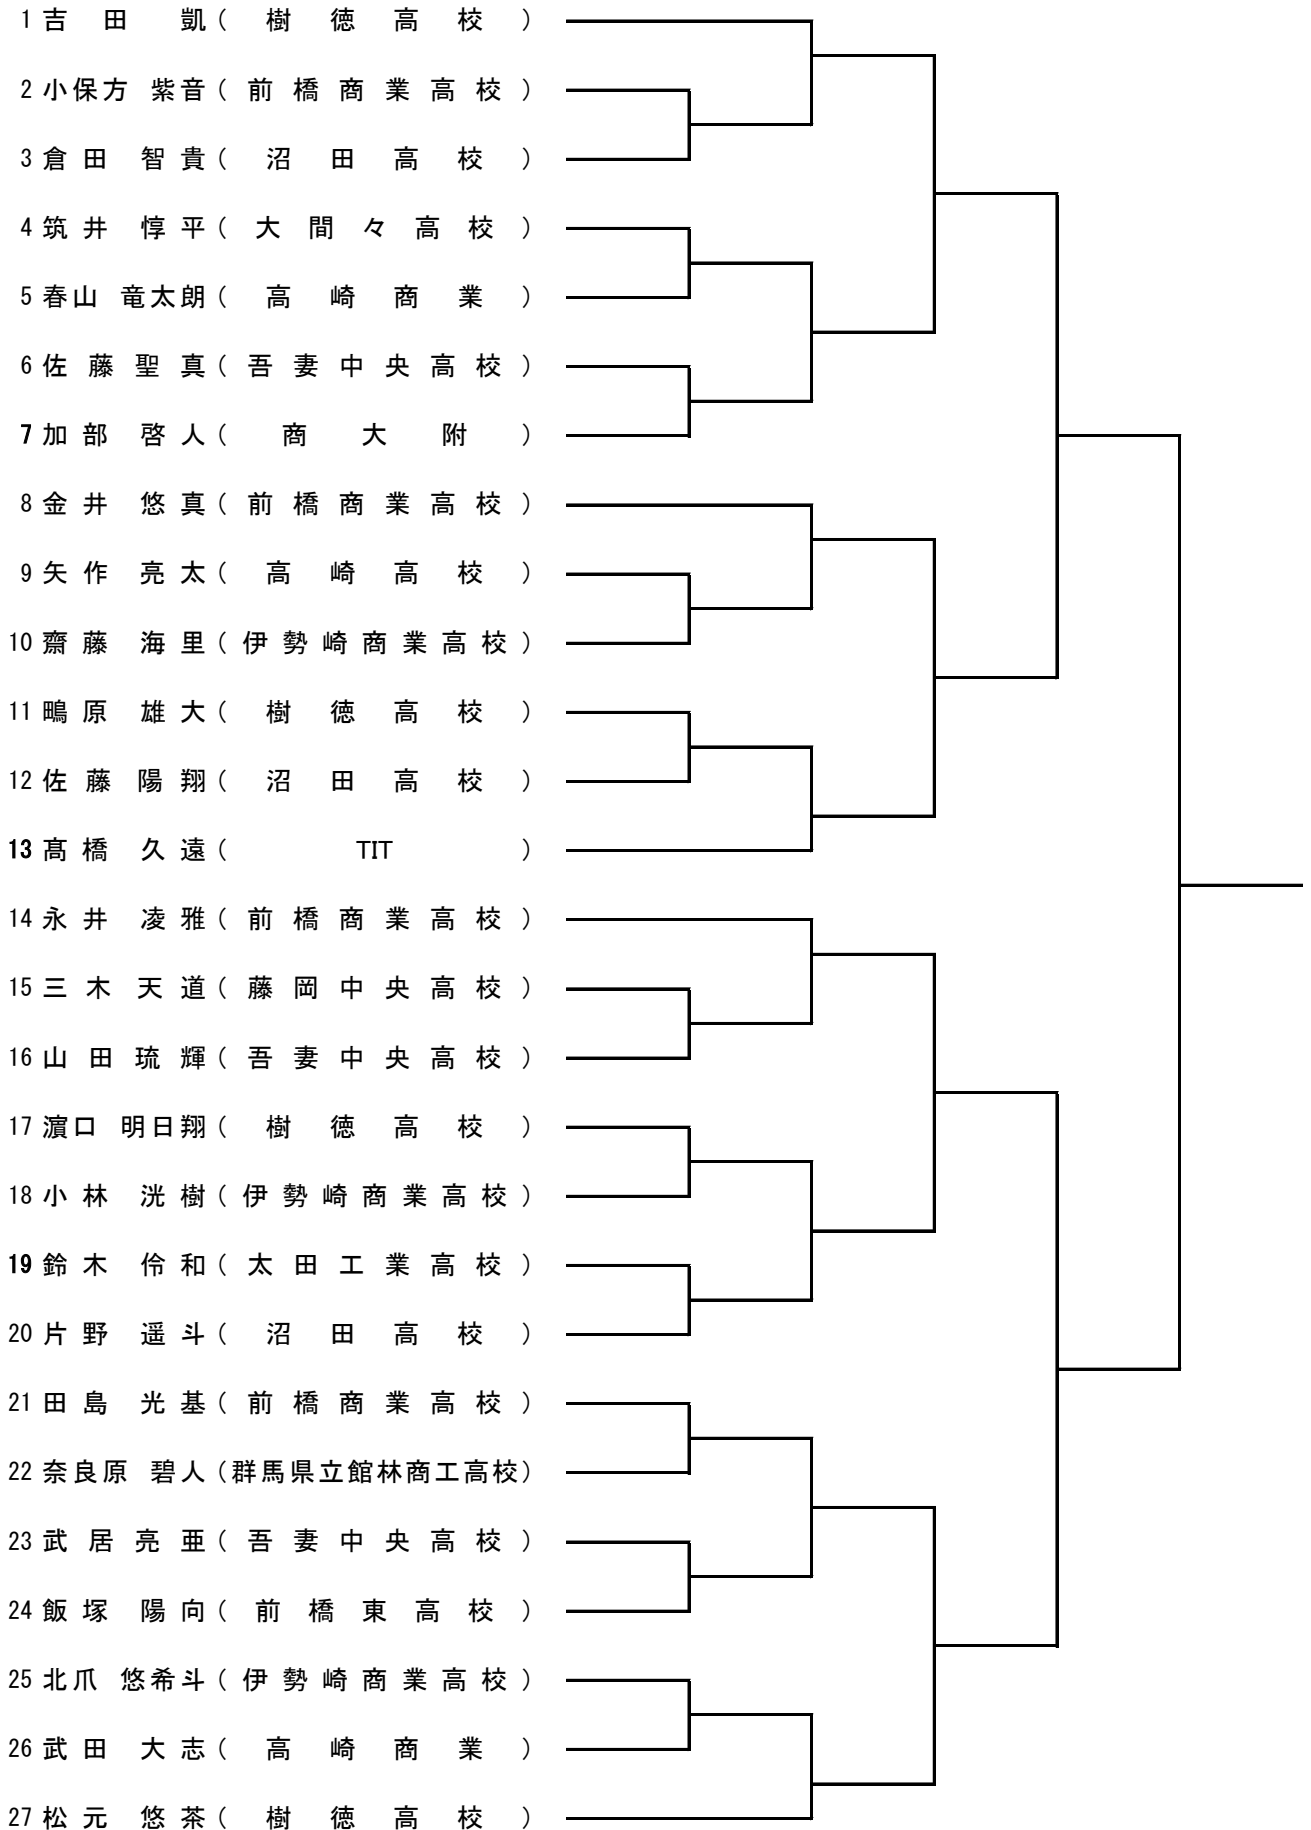 1 吉田 凱 ( 樹徳高校 )
2 小保方 紫音 ( 前橋商業高校 )
3 倉田 智貴 ( 沼田高校 )
4 筑井 惇平 ( 大間々高校 )
5 春山 竜太朗 ( 高崎商業 )
6 佐藤聖真 ( 吾妻中央高校 )
7 加部 啓人 ( 商大附 )
8 金井 悠真 ( 前橋商業高校 )
9 矢作 亮太 ( 高崎高校 )
10 齋藤 海里 ( 伊勢崎商業高校 )
11 鴫原 雄大 ( 樹徳高校 )
12 佐藤陽翔 ( 沼田高校 )
13 髙橋 久遠 ( TIT )
14 永井 凌雅 ( 前橋商業高校 )
15 三木天道 ( 藤岡中央高校 )
16 山田琉輝 ( 吾妻中央高校 )
17 濵口 明日翔 ( 樹徳高校 )
18 小林 洸樹 ( 伊勢崎商業高校 )
19 鈴木 伶和 ( 太田工業高校 )
20 片野 遥斗 ( 沼田高校 )
21 田島 光基 ( 前橋商業高校 )
22 奈良原 碧人 ( 群馬県立館林商工高校 )
23 武居亮亜 ( 吾妻中央高校 )
24 飯塚 陽向 ( 前橋東高校 )
25 北爪 悠希斗 ( 伊勢崎商業高校 )
26 武田 大志 ( 高崎商業 )
27 松元 悠茶 ( 樹徳高校 )